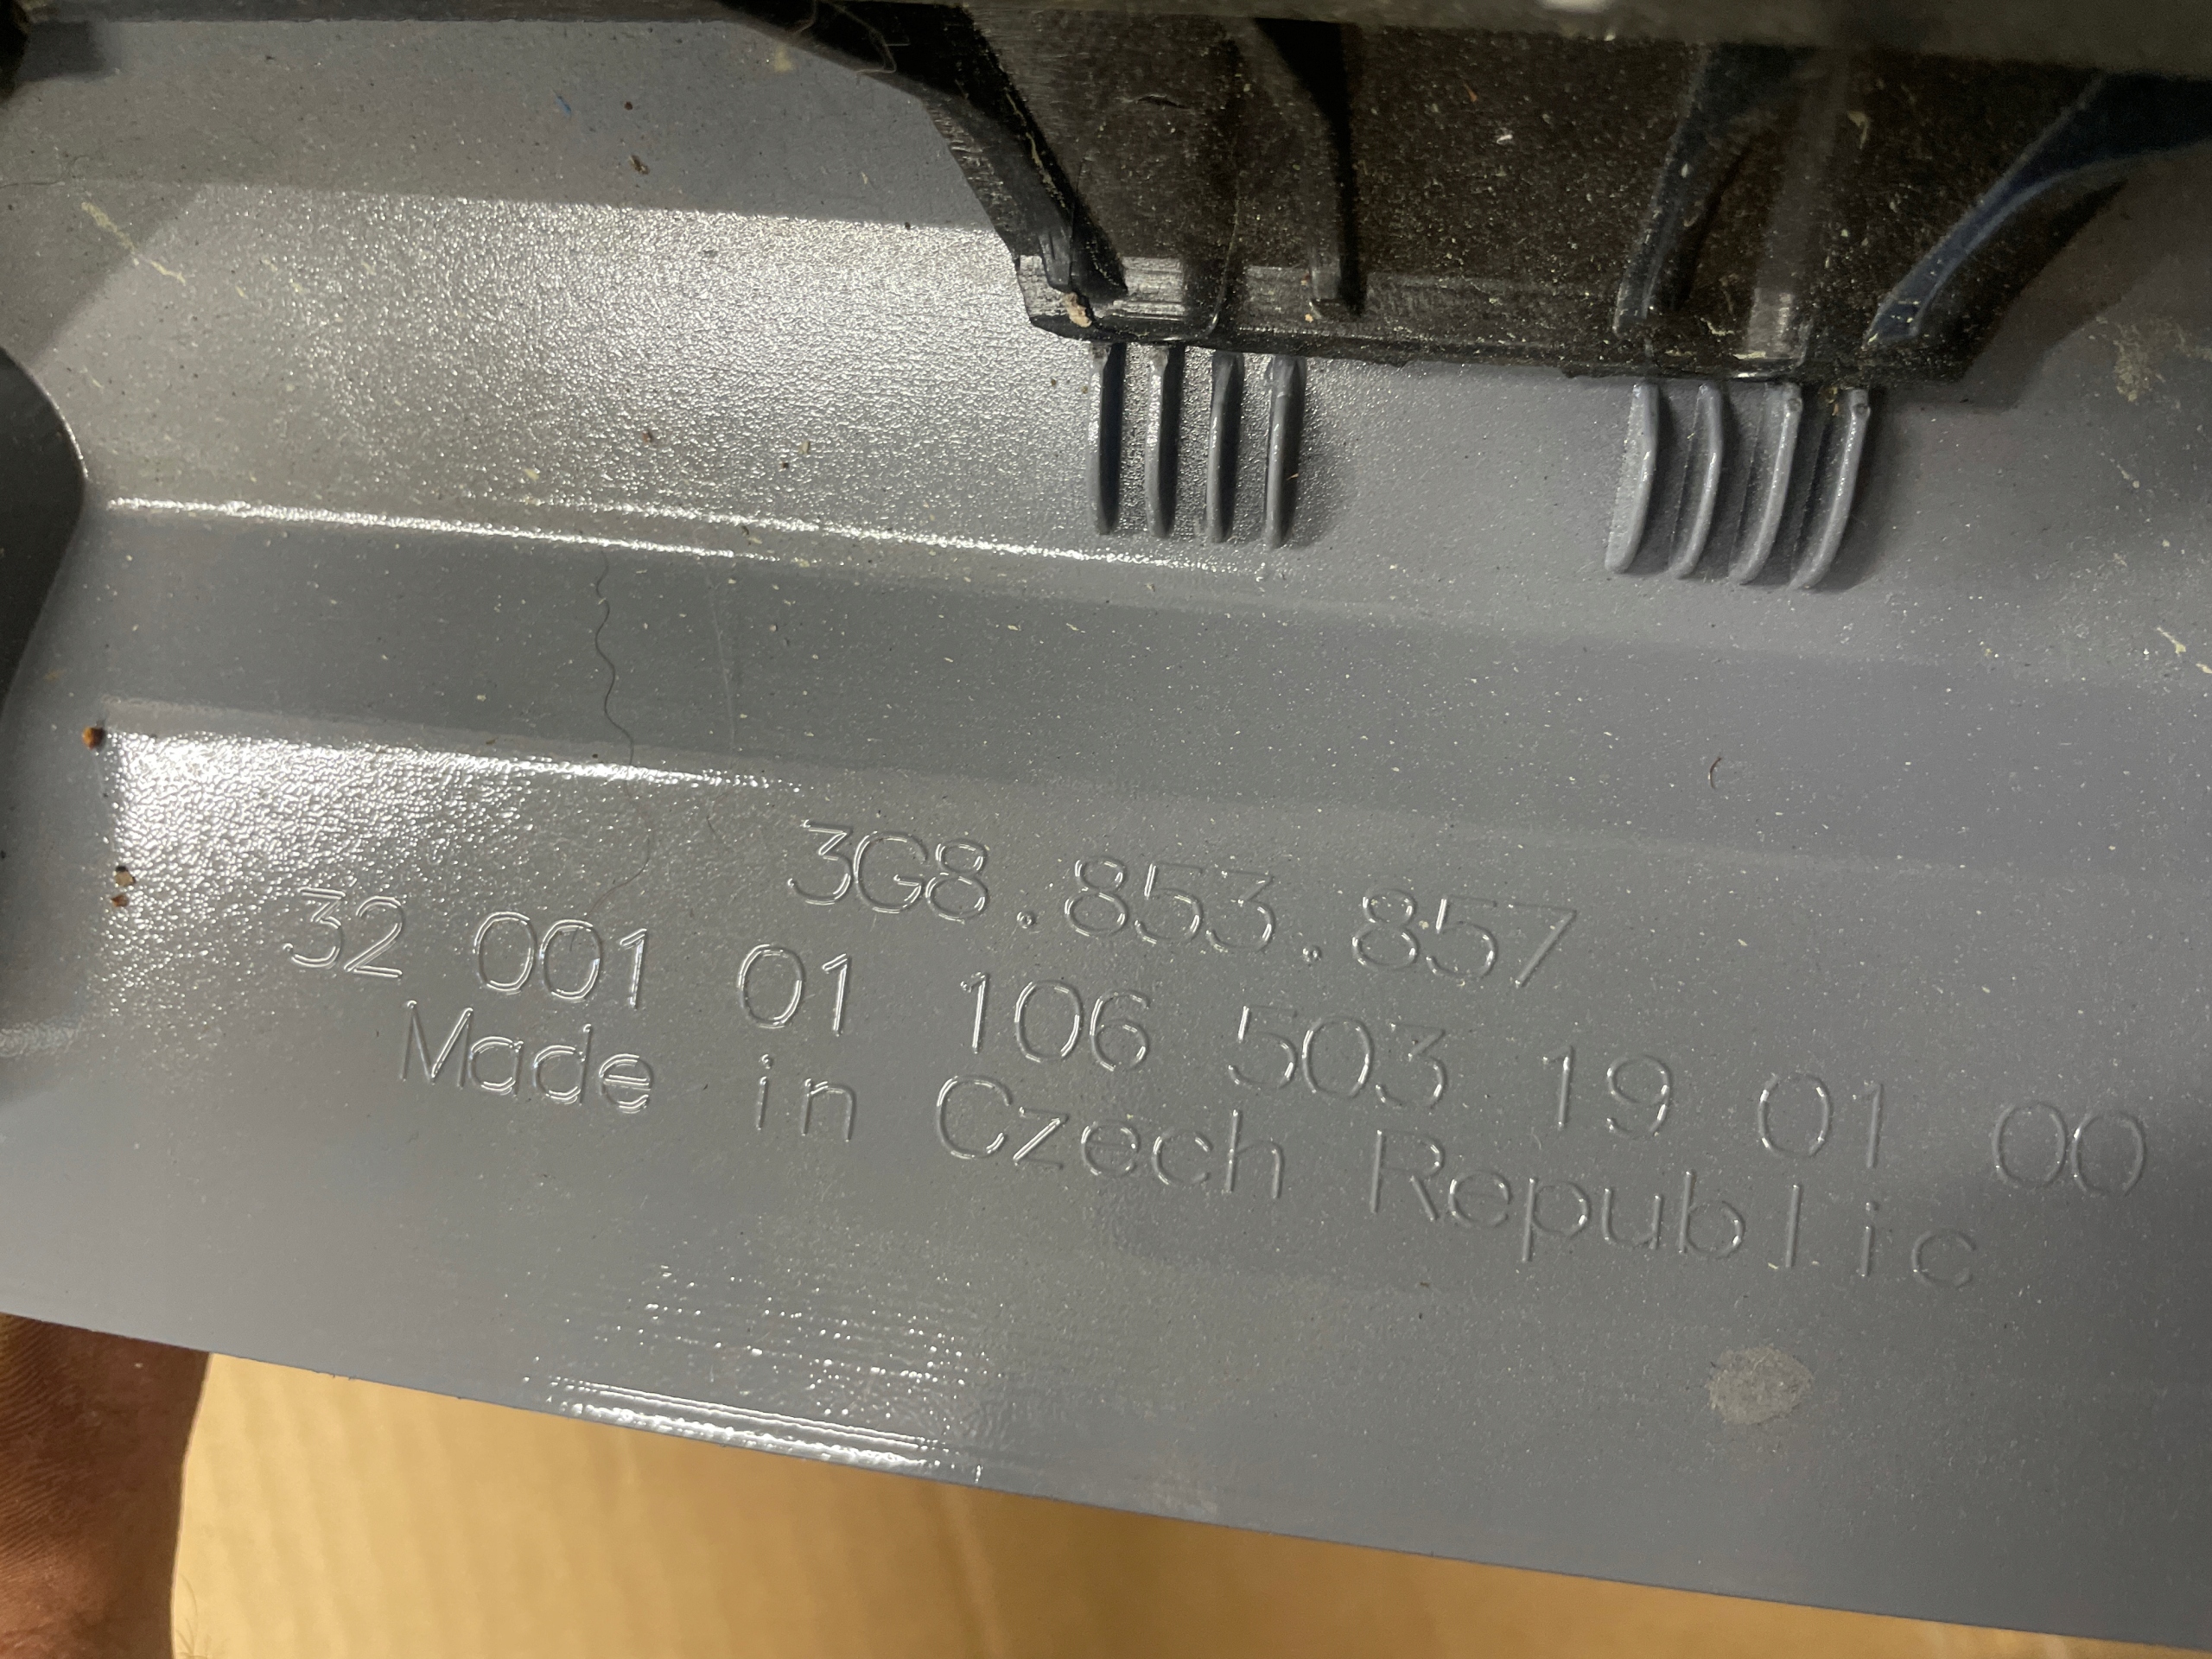 3G8.853.857
32 001 01 106 503 19 01 00
Made in Czech Republic